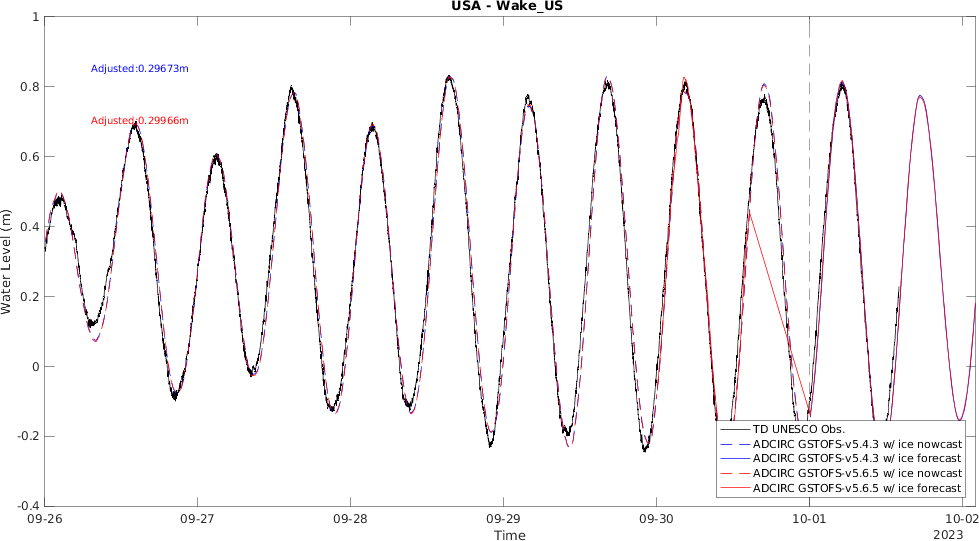 USA - Wake_US
1
0.8
0.6
0.4
0.2
0
-0.2
-0.4
Water Level (m)
Adjusted:0.29673m
Adjusted:0.29966m
TD UNESCO Obs.
ADCIRC GSTOFS-v5.4.3 w/ ice nowcast
ADCIRC GSTOFS-v5.4.3 w/ ice forecast
ADCIRC GSTOFS-v5.6.5 w/ ice nowcast
ADCIRC GSTOFS-v5.6.5 w/ ice forecast
09-26 09-27 09-28 09-29 09-30 10-01 10-02
Time
2023